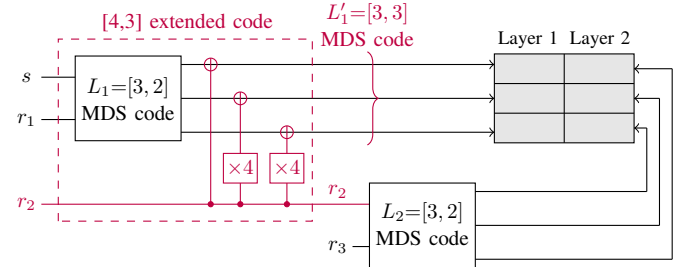 [4,3] extended code
L′₁=[3,3]
MDS code
Layer 1 Layer 2
s
L₁=[3,2]
MDS code
r₁
×4 ×4
r₂
r₂
L₂=[3,2]
MDS code
r₃